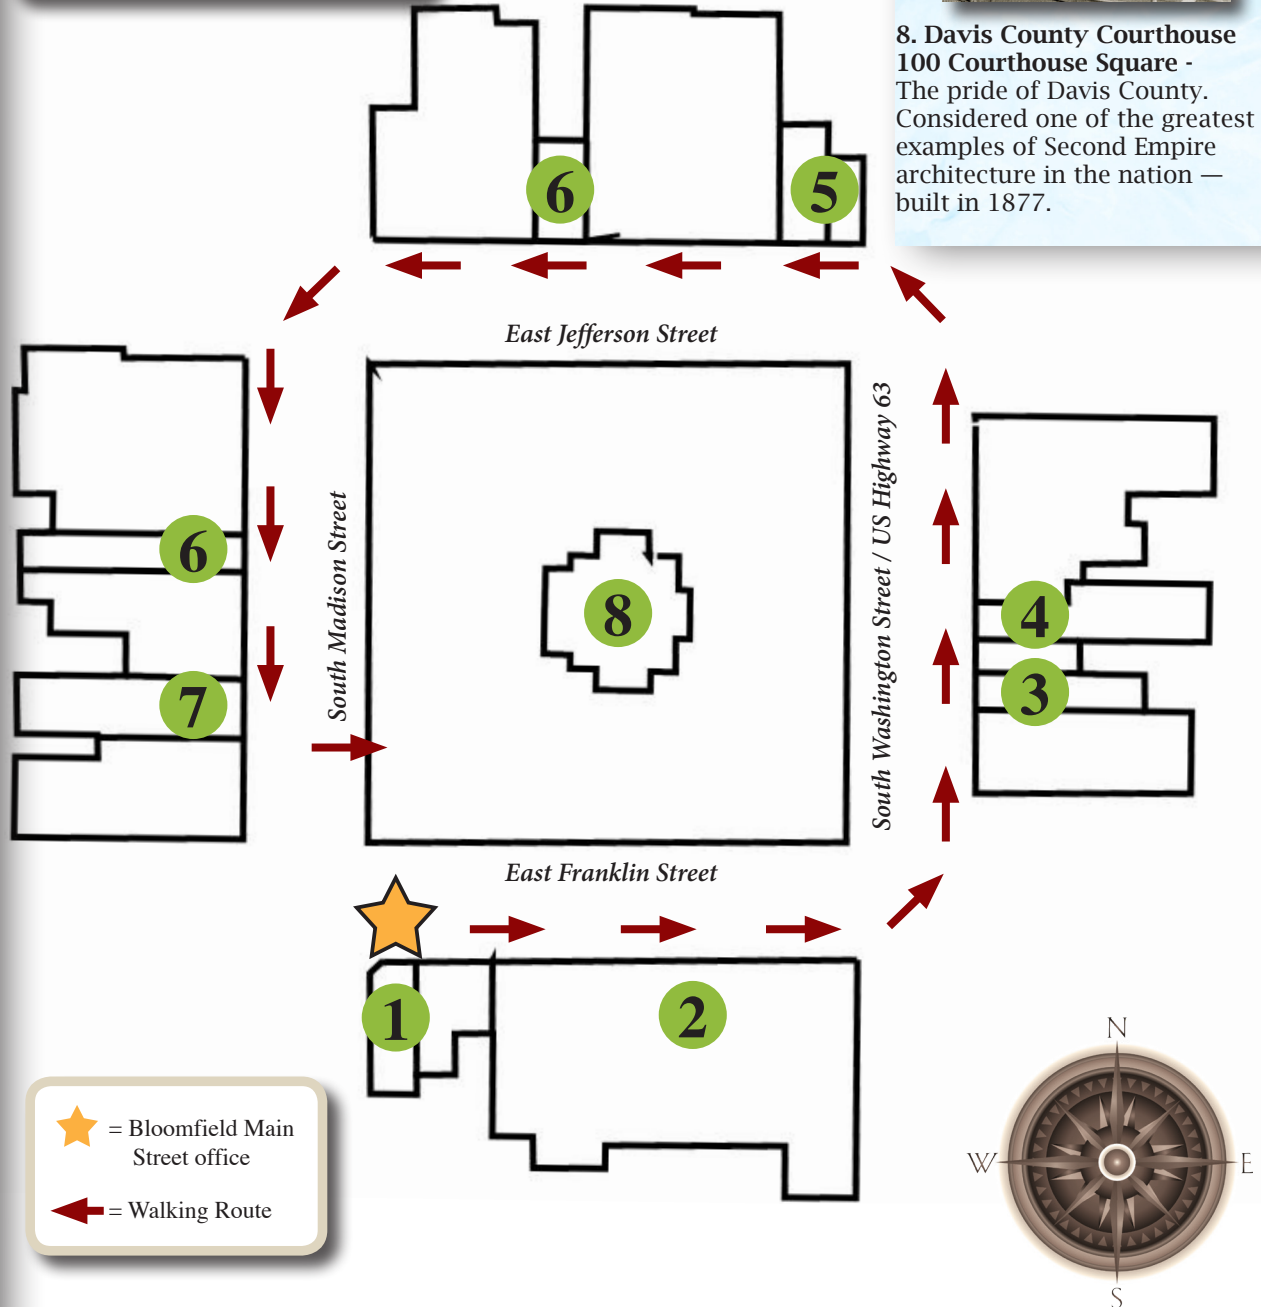 8. Davis County Courthouse
100 Courthouse Square -
The pride of Davis County.
Considered one of the greatest
examples of Second Empire
architecture in the nation —
built in 1877.
6
5
East Jefferson Street
South Madison Street
South Washington Street / US Highway 63
6
8
4
3
7
East Franklin Street
1
2
= Bloomfield Main
Street office
= Walking Route
N
W
E
S